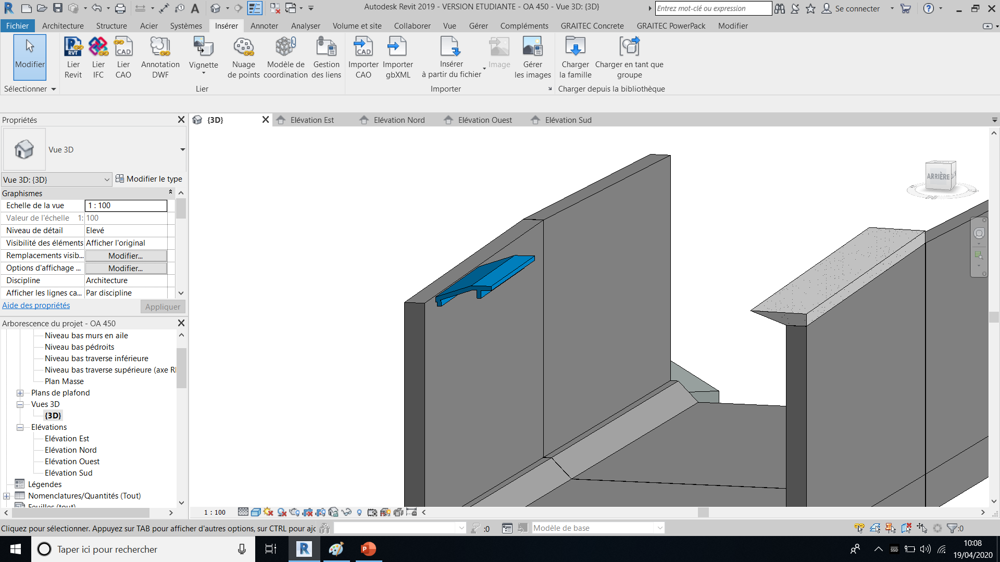 Autodesk Revit 2019 - VERSION ETUDIANTE - OA 450 - Vue 3D: {3D}
Entrez mot-clé ou expression
Se connecter
Fichier Architecture Structure Acier Systèmes Insérer Annoter Analyser Volume et site Collaborer Vue Gérer Compléments GRAITEC Concrete GRAITEC PowerPack Modifier
Modifier
Lier Revit
Lier IFC
Lier CAO
Annotation DWF
Vignette
Nuage de points
Modèle de coordination
Gestion des liens
Importer CAO
Importer gbXML
Insérer à partir du fichier
Image
Gérer les images
Charger la famille
Charger en tant que groupe
Sélectionner
Lier
Importer
Charger depuis la bibliothèque
Propriétés
{3D} Elévation Est Elévation Nord Elévation Ouest Elévation Sud
Vue 3D
Vue 3D: {3D}
Modifier le type
Graphismes
Echelle de la vue 1 : 100
Valeur de l'échelle 1: 100
Niveau de détail Elevé
Visibilité des éléments Afficher l'original
Remplacements visib... Modifier...
Options d'affichage ... Modifier...
Discipline Architecture
Afficher les lignes ca... Par discipline
Aide des propriétés
Appliquer
ARRIÈRE
Arborescence du projet - OA 450
Niveau bas murs en aile
Niveau bas pédroits
Niveau bas traverse inférieure
Niveau bas traverse supérieure (axe R
Plan Masse
Plans de plafond
Vues 3D
{3D}
Elévations
Elévation Est
Elévation Nord
Elévation Ouest
Elévation Sud
Légendes
Nomenclatures/Quantités (Tout)
Feuilles (tout)
1 : 100
Cliquez pour sélectionner. Appuyez sur TAB pour afficher d'autres options, sur CTRL pour ajo
:0
Modèle de base
:0
Taper ici pour rechercher
10:08
19/04/2020